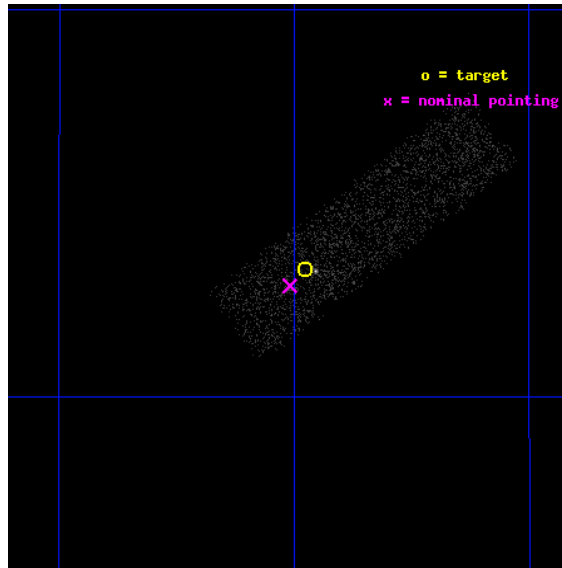 o = target
x = nominal pointing